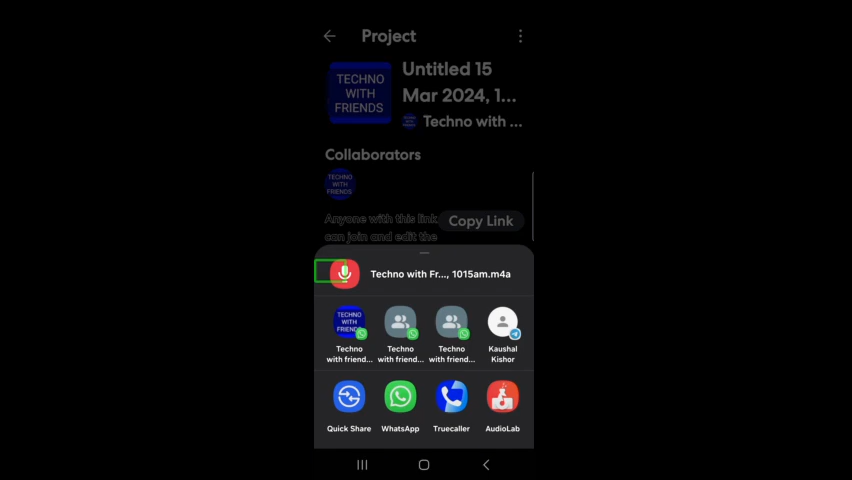 Project
TECHNO
WITH
FRIENDS
Untitled 15
Mar 2024, 1...
Techno with ...
Collaborators
TECHNO
WITH
FRIENDS
Anyone with this link
can join and edit the
Copy Link
Techno with Fr..., 1015am.m4a
TECHNO
WITH
FRIENDS
Techno
with friend...
Techno
with friend...
Techno
with friend...
Kaushal
Kishor
Quick Share
WhatsApp
Truecaller
AudioLab